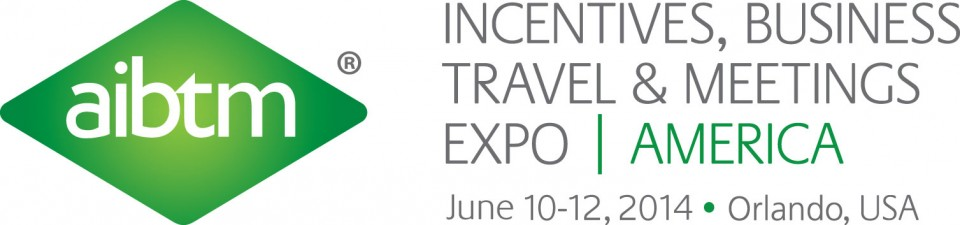 aibtm®
INCENTIVES, BUSINESS
TRAVEL & MEETINGS
EXPO | AMERICA
June 10-12, 2014 • Orlando, USA